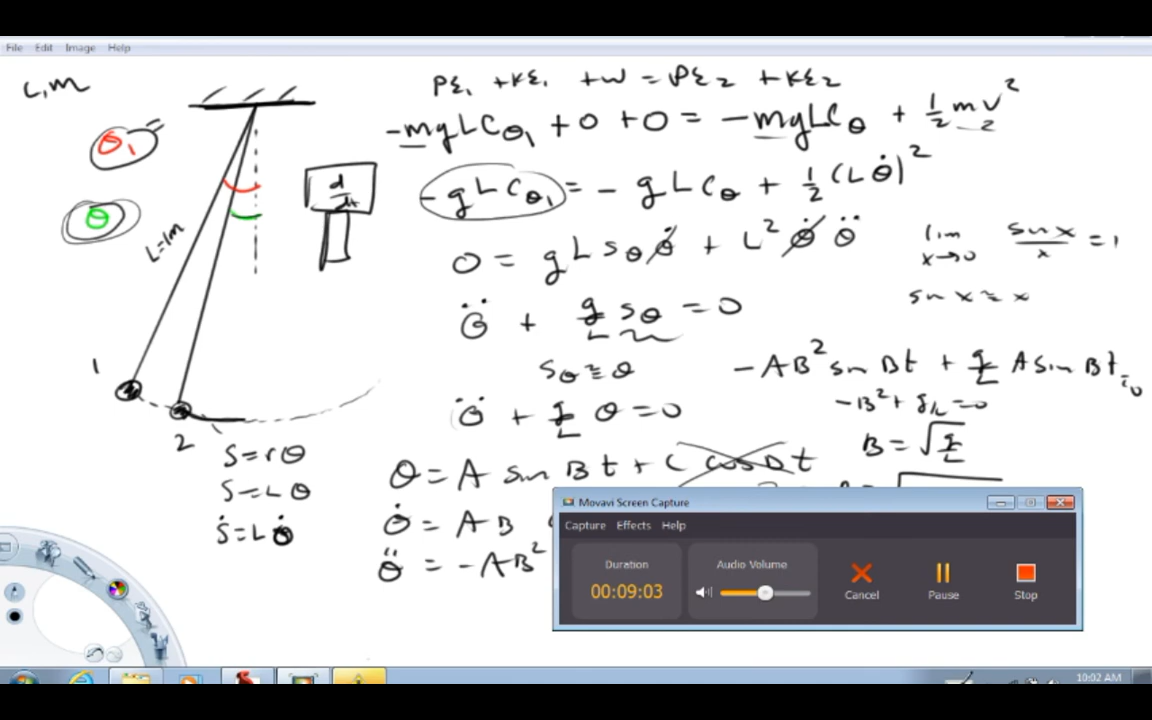 File Edit Image Help
L, m
PE₁ + KE₁ + W = PE₂ + KE₂
-mgLCθ₁ + 0 + 0 = -mgLCθ + ½mv₂²
θ₁
-gLCθ₁ = -gLCθ + ½(Lθ̇)²
d/dt
θ
L=1m
0 = gLsθθ̇ + L²θ̇θ̈
lim x→0 sin x/x = 1
sin x ≈ x
θ̈ + g/L sθ = 0
sθ ≅ θ
-AB² sin Bt + g/L A sin Bt = 0
-B² + g/L = 0
1
θ̈ + g/L θ = 0
B = √g/L
2
S = rθ
θ = A sin Bt + C cos Bt
S = Lθ
Ṡ = Lθ̇
θ̇ = AB
θ̈ = -AB²
Movavi Screen Capture
Capture Effects Help
Duration
Audio Volume
00:09:03
Cancel
Pause
Stop
10:02 AM